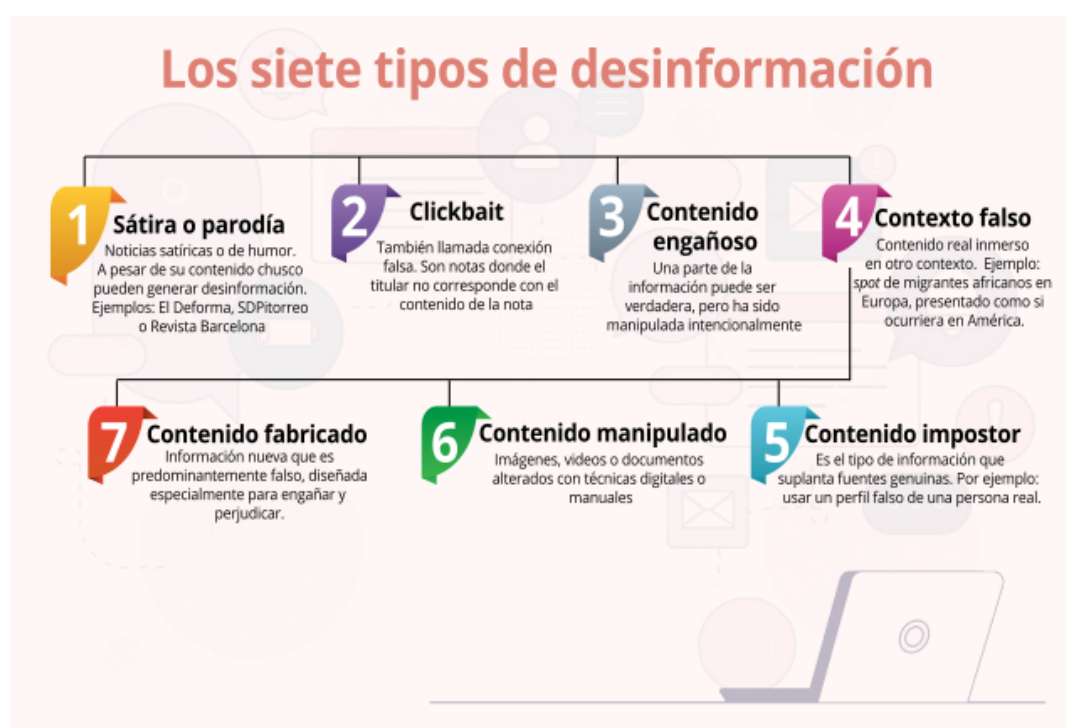 Los siete tipos de desinformación
1
Sátira o parodía
Noticias satíricas o de humor.
A pesar de su contenido chusco
pueden generar desinformación.
Ejemplos: El Deforma, SDPitorreo
o Revista Barcelona
2
Clickbait
También llamada conexión
falsa. Son notas donde el
titular no corresponde con el
contenido de la nota
3
Contenido
engañoso
Una parte de la
información puede ser
verdadera, pero ha sido
manipulada intencionalmente
4
Contexto falso
Contenido real inmerso
en otro contexto. Ejemplo:
spot de migrantes africanos en
Europa, presentado como si
ocurriera en América.
7
Contenido fabricado
Información nueva que es
predominantemente falso, diseñada
especialmente para engañar y
perjudicar.
6
Contenido manipulado
Imágenes, videos o documentos
alterados con técnicas digitales o
manuales
5
Contenido impostor
Es el tipo de información que
suplanta fuentes genuinas. Por ejemplo:
usar un perfil falso de una persona real.